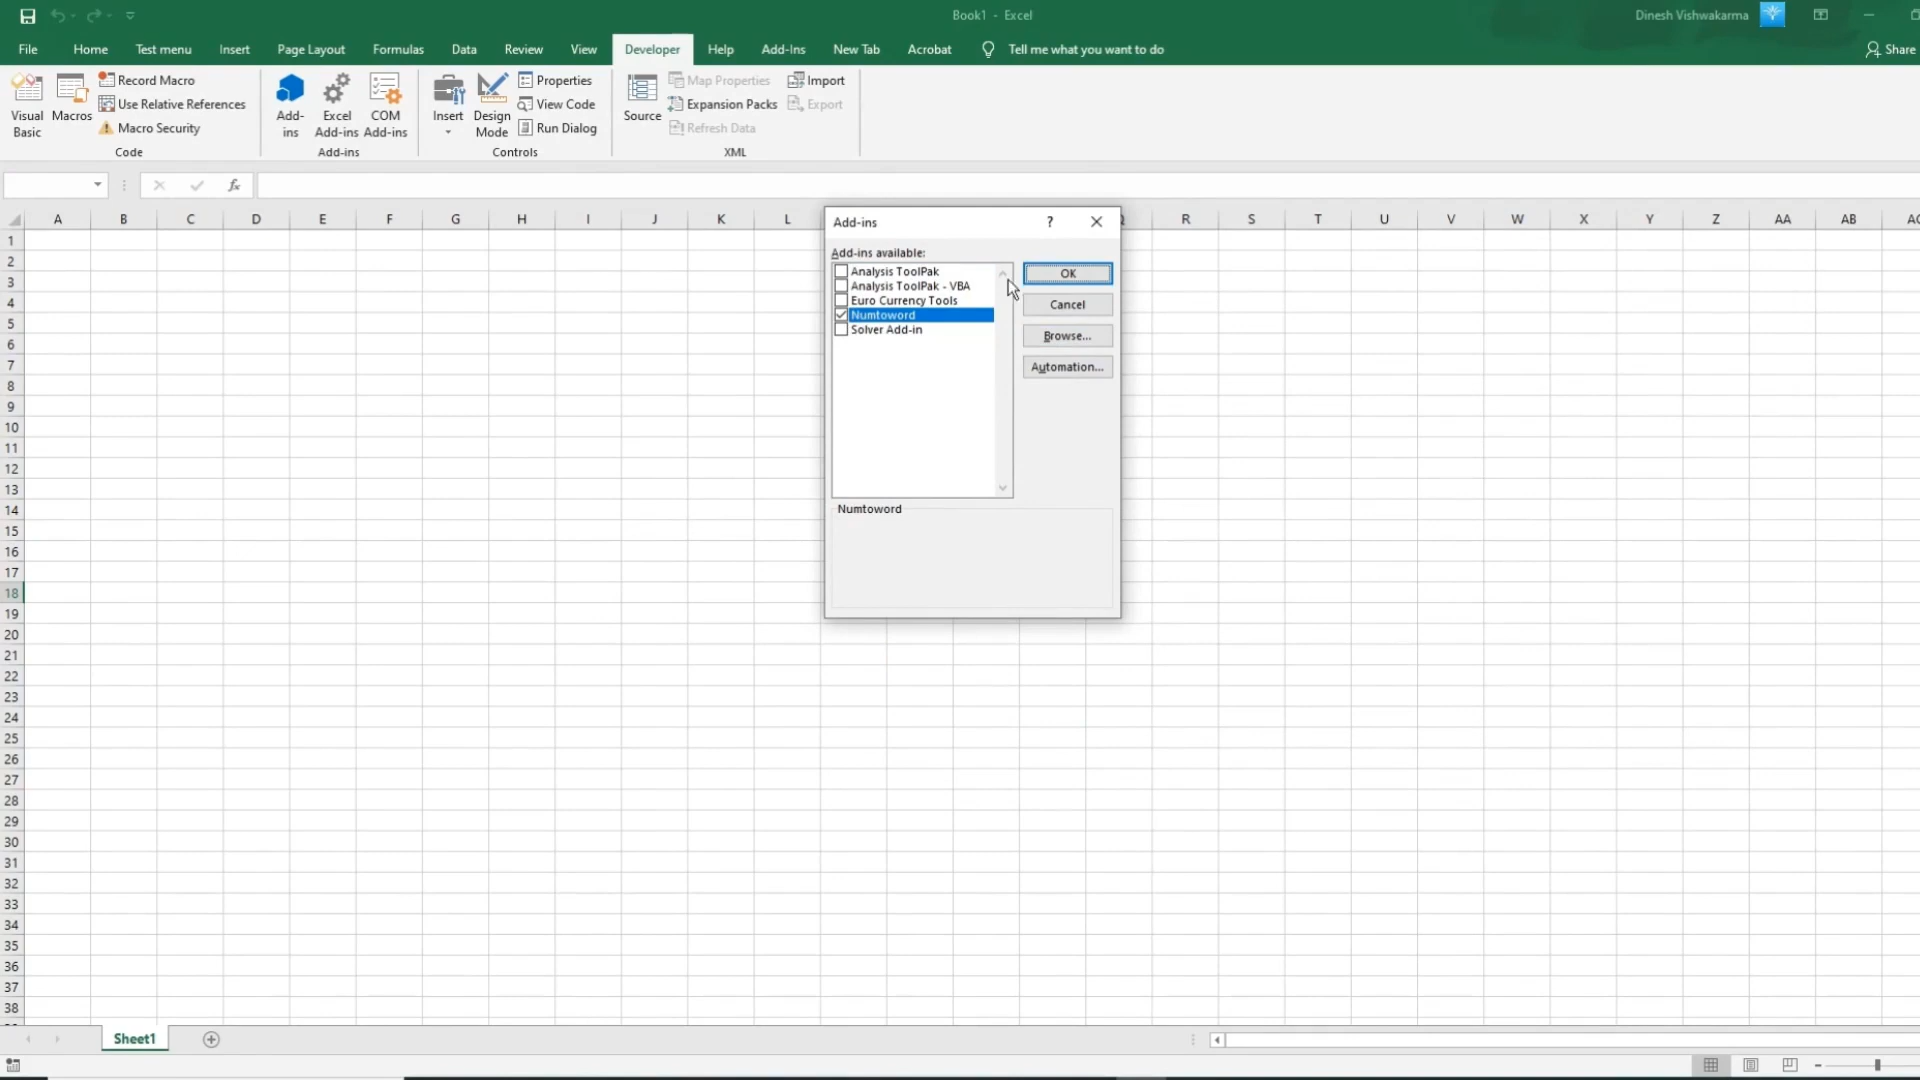 Book1 - Excel
Dinesh Vishwakarma
File Home Test menu Insert Page Layout Formulas Data Review View Developer Help Add-Ins New Tab Acrobat Tell me what you want to do Share
Visual Basic
Macros
Record Macro
Use Relative References
Macro Security
Code
Add-ins
Excel Add-ins
COM Add-ins
Add-ins
Insert
Design Mode
Properties
View Code
Run Dialog
Controls
Source
Map Properties
Expansion Packs
Refresh Data
Import
Export
XML
fx
A B C D E F G H I J K L Q R S T U V W X Y Z AA AB AC
1
2
3
4
5
6
7
8
9
10
11
12
13
14
15
16
17
18
19
20
21
22
23
24
25
26
27
28
29
30
31
32
33
34
35
36
37
38
Add-ins ?
Add-ins available:
Analysis ToolPak
Analysis ToolPak - VBA
Euro Currency Tools
Numtoword
Solver Add-in
OK
Cancel
Browse...
Automation...
Numtoword
Sheet1